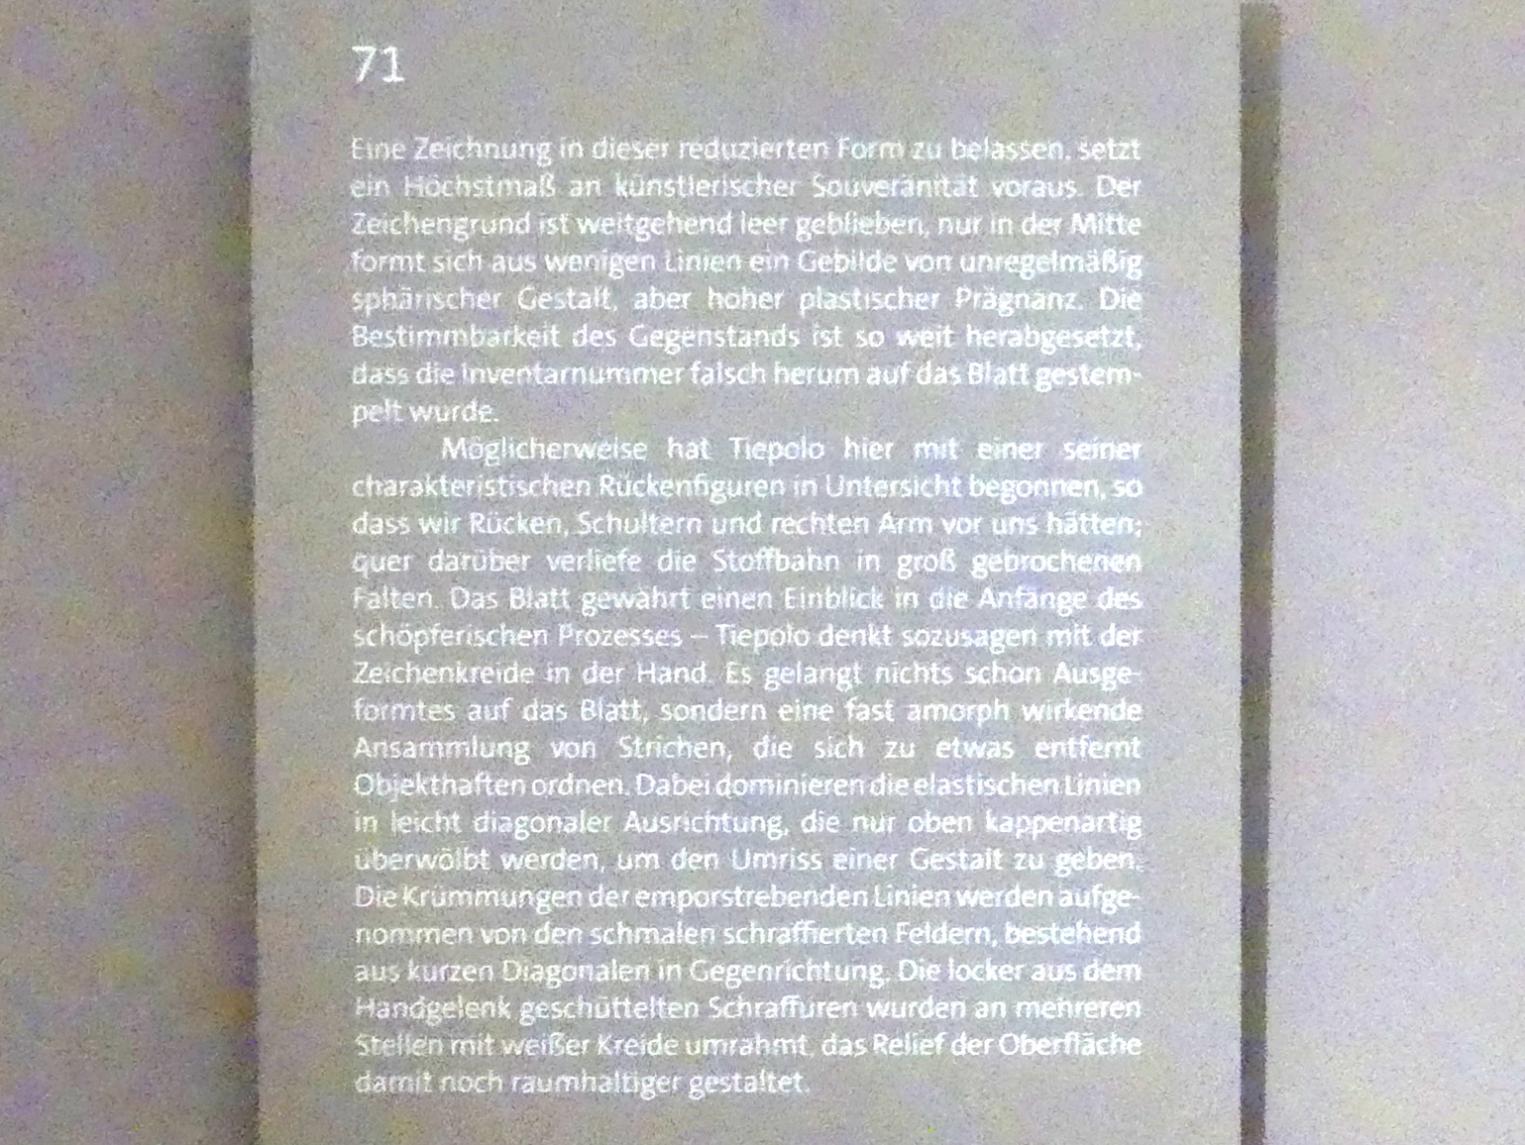 71
Eine Zeichnung in dieser reduzierten Form zu belassen, setzt
ein Höchstmaß an künstlerischer Souveränität voraus. Der
Zeichengrund ist weitgehend leer geblieben, nur in der Mitte
formt sich aus wenigen Linien ein Gebilde von unregelmäßig
sphärischer Gestalt, aber hoher plastischer Prägnanz. Die
Bestimmbarkeit des Gegenstands ist so weit herabgesetzt,
dass die Inventarnummer falsch herum auf das Blatt gestem-
pelt wurde.
Möglicherweise hat Tiepolo hier mit einer seiner
charakteristischen Rückenfiguren in Untersicht begonnen, so
dass wir Rücken, Schultern und rechten Arm vor uns hätten;
quer darüber verliefe die Stoffbahn in groß gebrochenen
Falten. Das Blatt gewährt einen Einblick in die Anfänge des
schöpferischen Prozesses – Tiepolo denkt sozusagen mit der
Zeichenkreide in der Hand. Es gelangt nichts schon Ausge-
formtes auf das Blatt, sondern eine fast amorph wirkende
Ansammlung von Strichen, die sich zu etwas entfernt
Objekthaften ordnen. Dabei dominieren die elastischen Linien
in leicht diagonaler Ausrichtung, die nur oben kappenartig
überwölbt werden, um den Umriss einer Gestalt zu geben.
Die Krümmungen der emporstrebenden Linien werden aufge-
nommen von den schmalen schraffierten Feldern, bestehend
aus kurzen Diagonalen in Gegenrichtung. Die locker aus dem
Handgelenk geschüttelten Schraffuren wurden an mehreren
Stellen mit weißer Kreide umrahmt, das Relief der Oberfläche
damit noch raumhaltiger gestaltet.